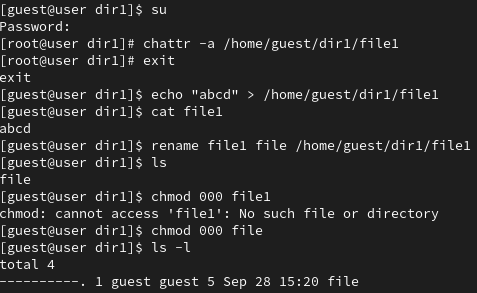 [guest@user dir1]$ su
Password:
[root@user dir1]# chattr -a /home/guest/dir1/file1
[root@user dir1]# exit
exit
[guest@user dir1]$ echo "abcd" > /home/guest/dir1/file1
[guest@user dir1]$ cat file1
abcd
[guest@user dir1]$ rename file1 file /home/guest/dir1/file1
[guest@user dir1]$ ls
file
[guest@user dir1]$ chmod 000 file1
chmod: cannot access 'file1': No such file or directory
[guest@user dir1]$ chmod 000 file
[guest@user dir1]$ ls -l
total 4
----------. 1 guest guest 5 Sep 28 15:20 file